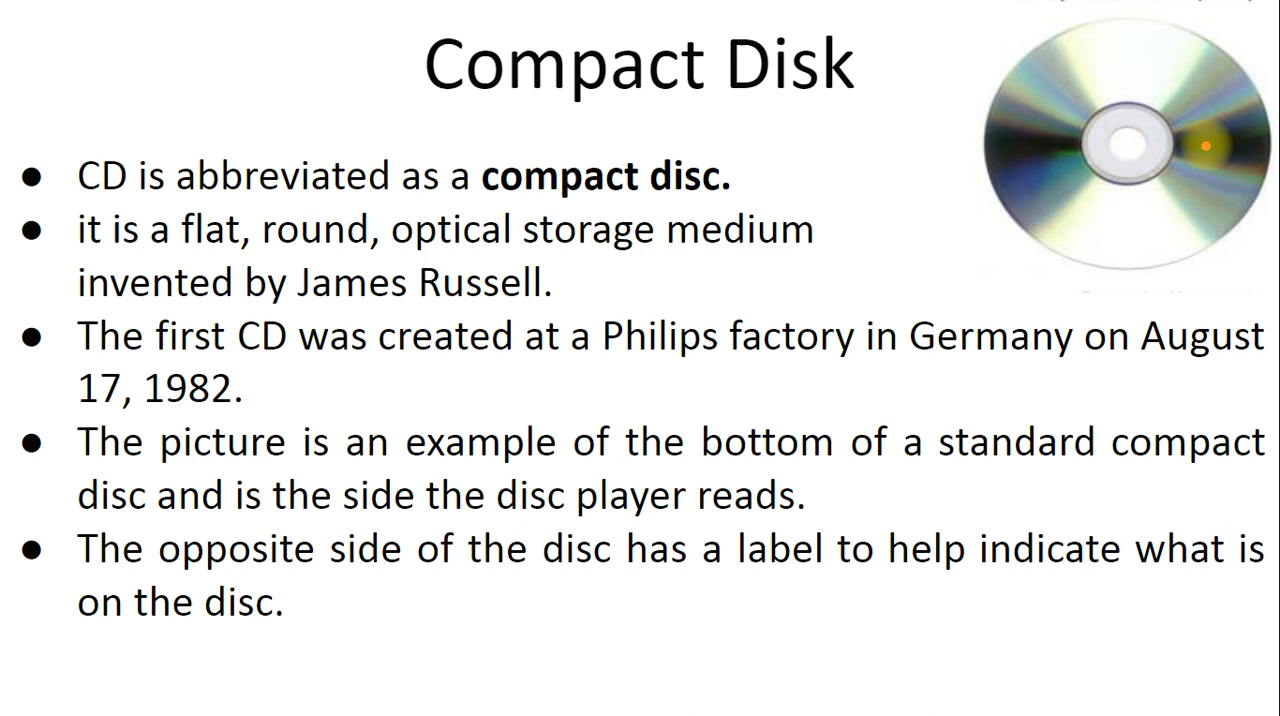 Compact Disk
● CD is abbreviated as a compact disc.
● it is a flat, round, optical storage medium
invented by James Russell.
● The first CD was created at a Philips factory in Germany on August
17, 1982.
● The picture is an example of the bottom of a standard compact
disc and is the side the disc player reads.
● The opposite side of the disc has a label to help indicate what is
on the disc.